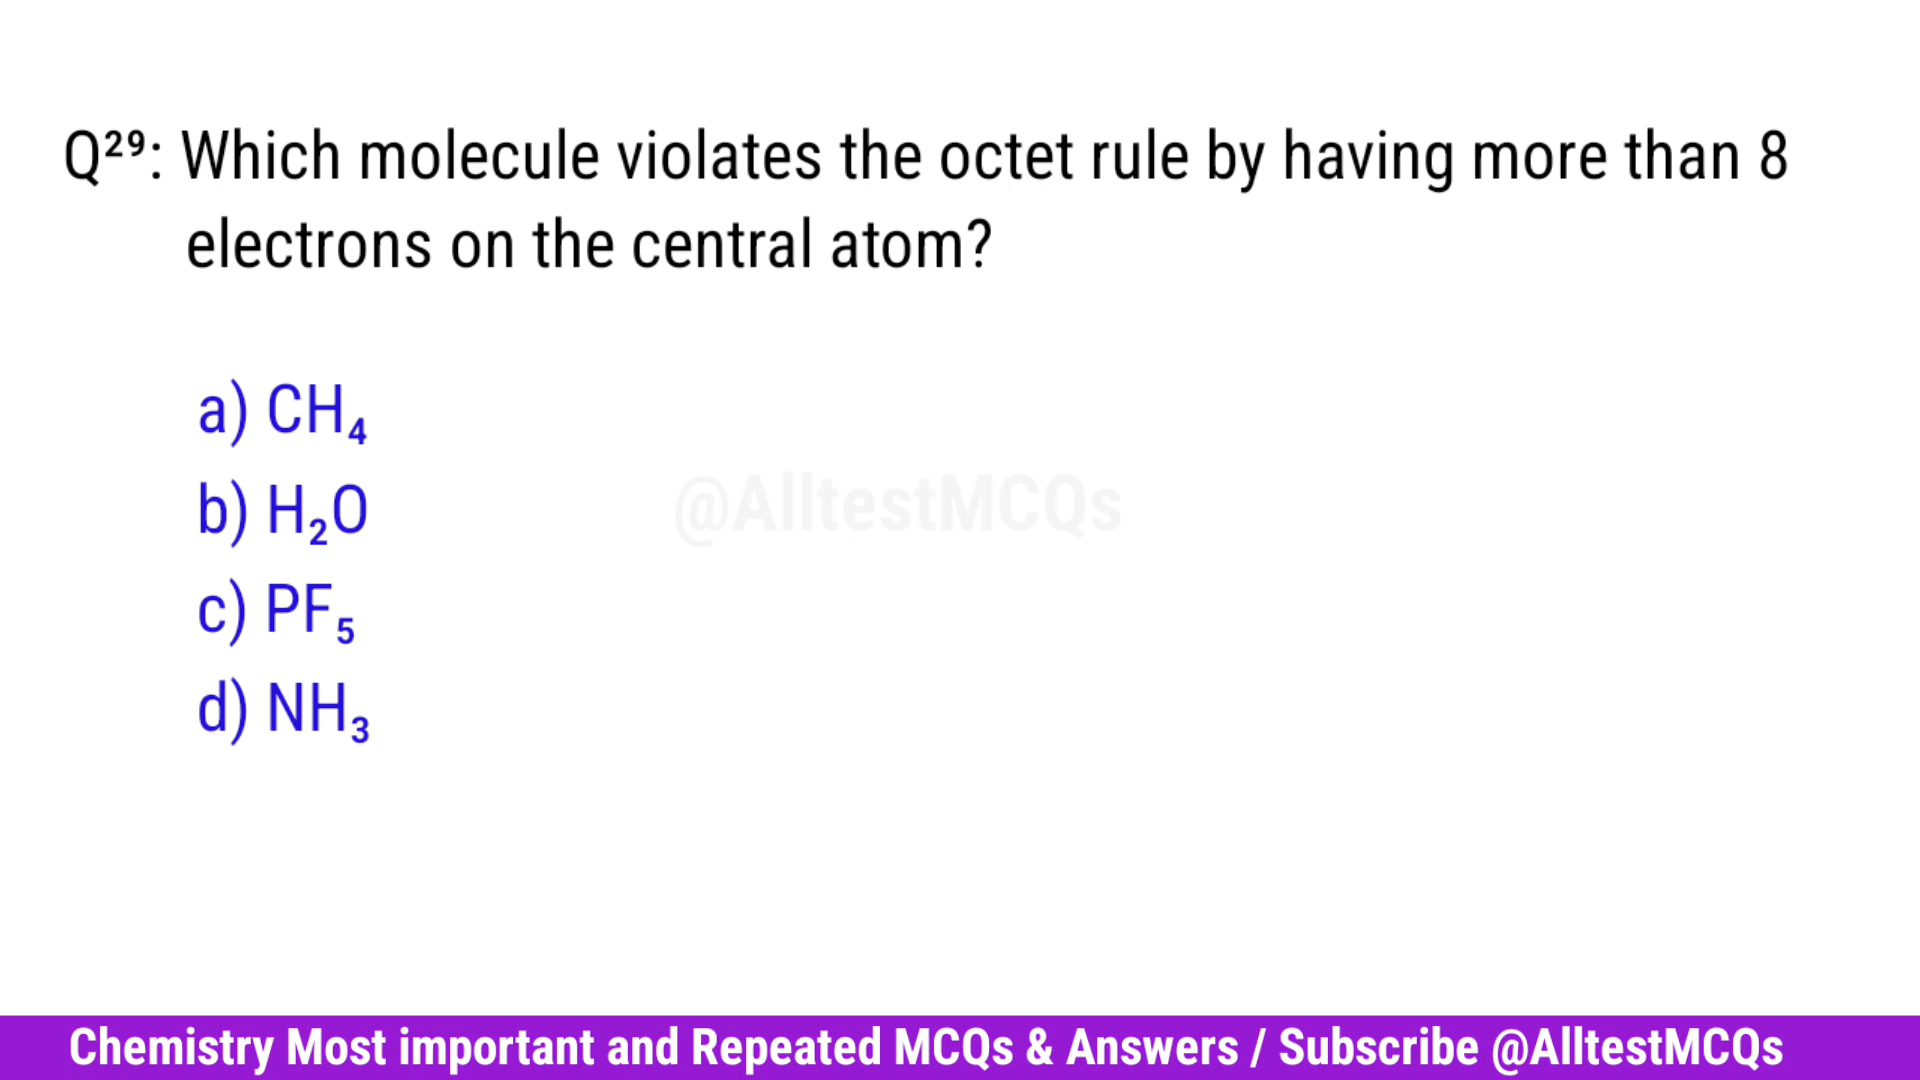 Q²⁹: Which molecule violates the octet rule by having more than 8
electrons on the central atom?
a) CH₄
b) H₂O
@AlltestMCQs
c) PF₅
d) NH₃
Chemistry Most important and Repeated MCQs & Answers / Subscribe @AlltestMCQs